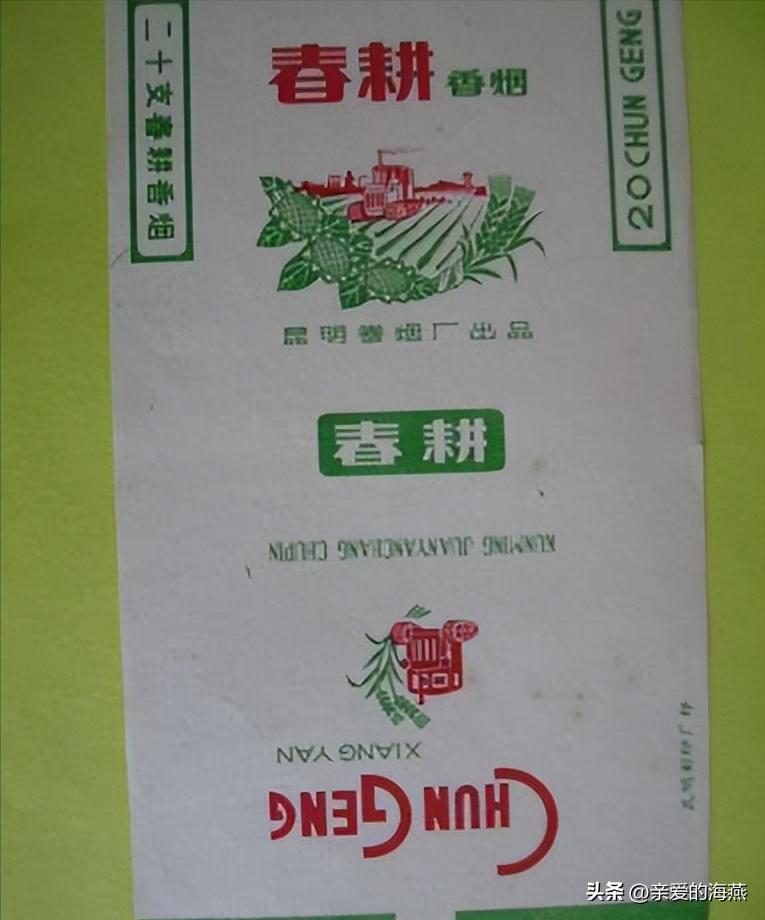 二十支春耕香烟
春耕 香烟
20 CHUN GENG
昆明卷烟厂出品
春耕
KUNMING JUANYANCHANG CHUPIN
XIANG YAN
CHUN GENG
头条 @亲爱的海燕